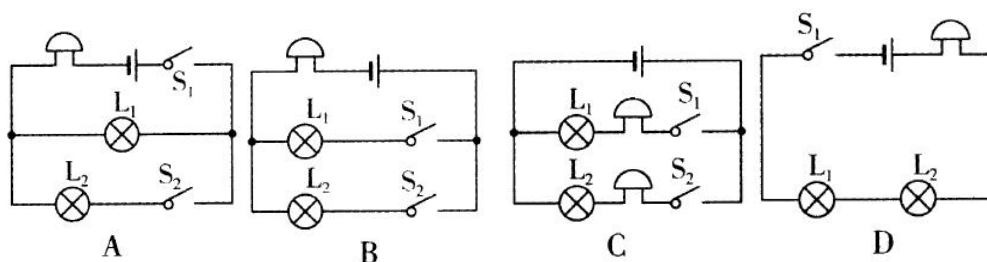 S₁
L₁
L₂ S₂
A
L₁ S₁
L₂ S₂
B
L₁ S₁
L₂ S₂
C
S₁
L₁ L₂
D